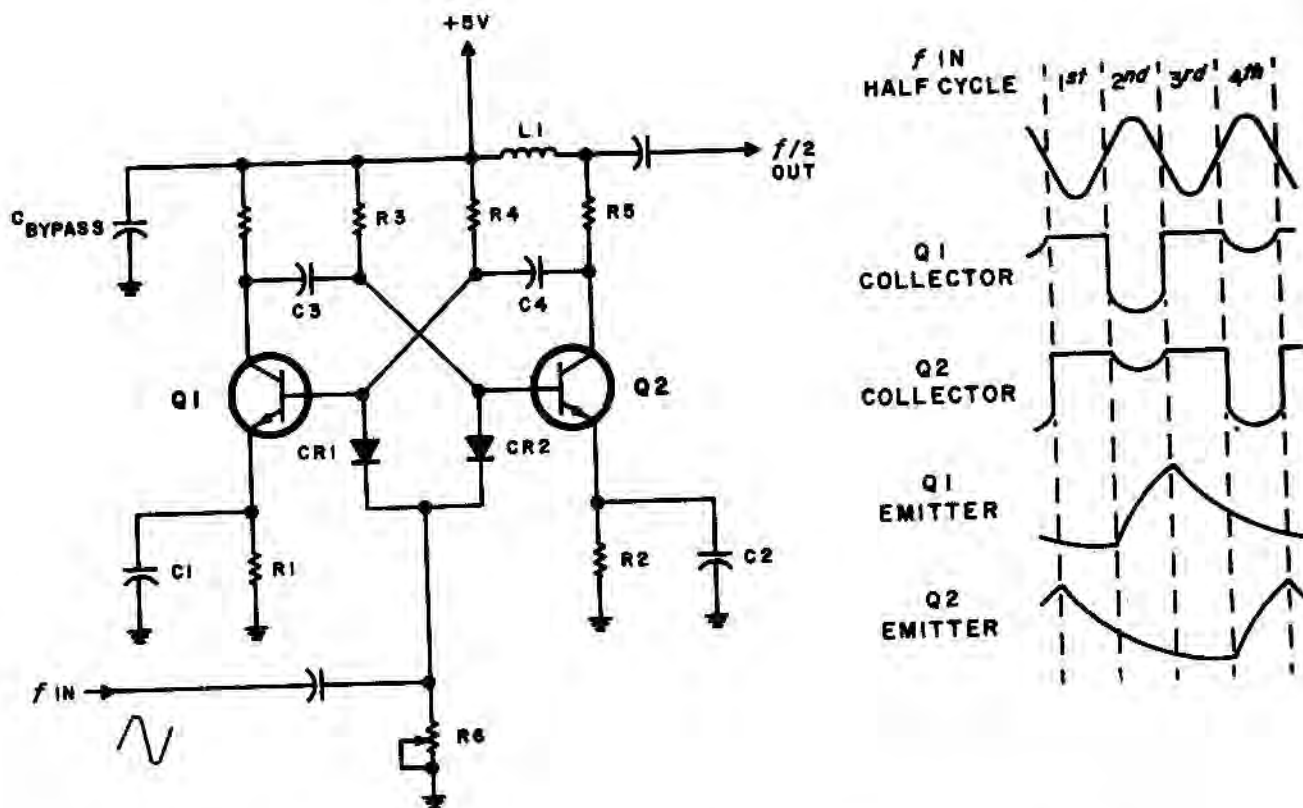 +5V
L1
f/2
OUT
C BYPASS
R3
R4
R5
C3
C4
Q1
Q2
CR1
CR2
C1
R1
R2
C2
f IN
R6
f IN
HALF CYCLE
1st
2nd
3rd
4th
Q1
COLLECTOR
Q2
COLLECTOR
Q1
EMITTER
Q2
EMITTER